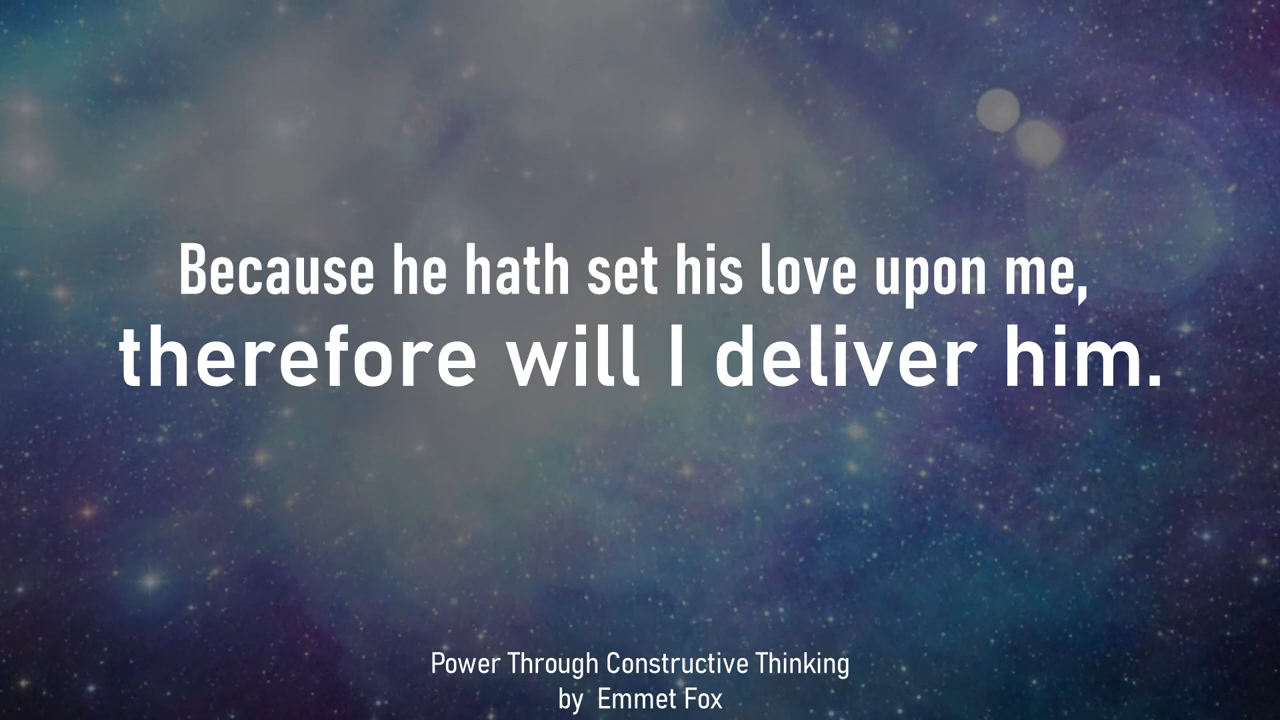 Because he hath set his love upon me,
therefore will I deliver him.
Power Through Constructive Thinking
by Emmet Fox